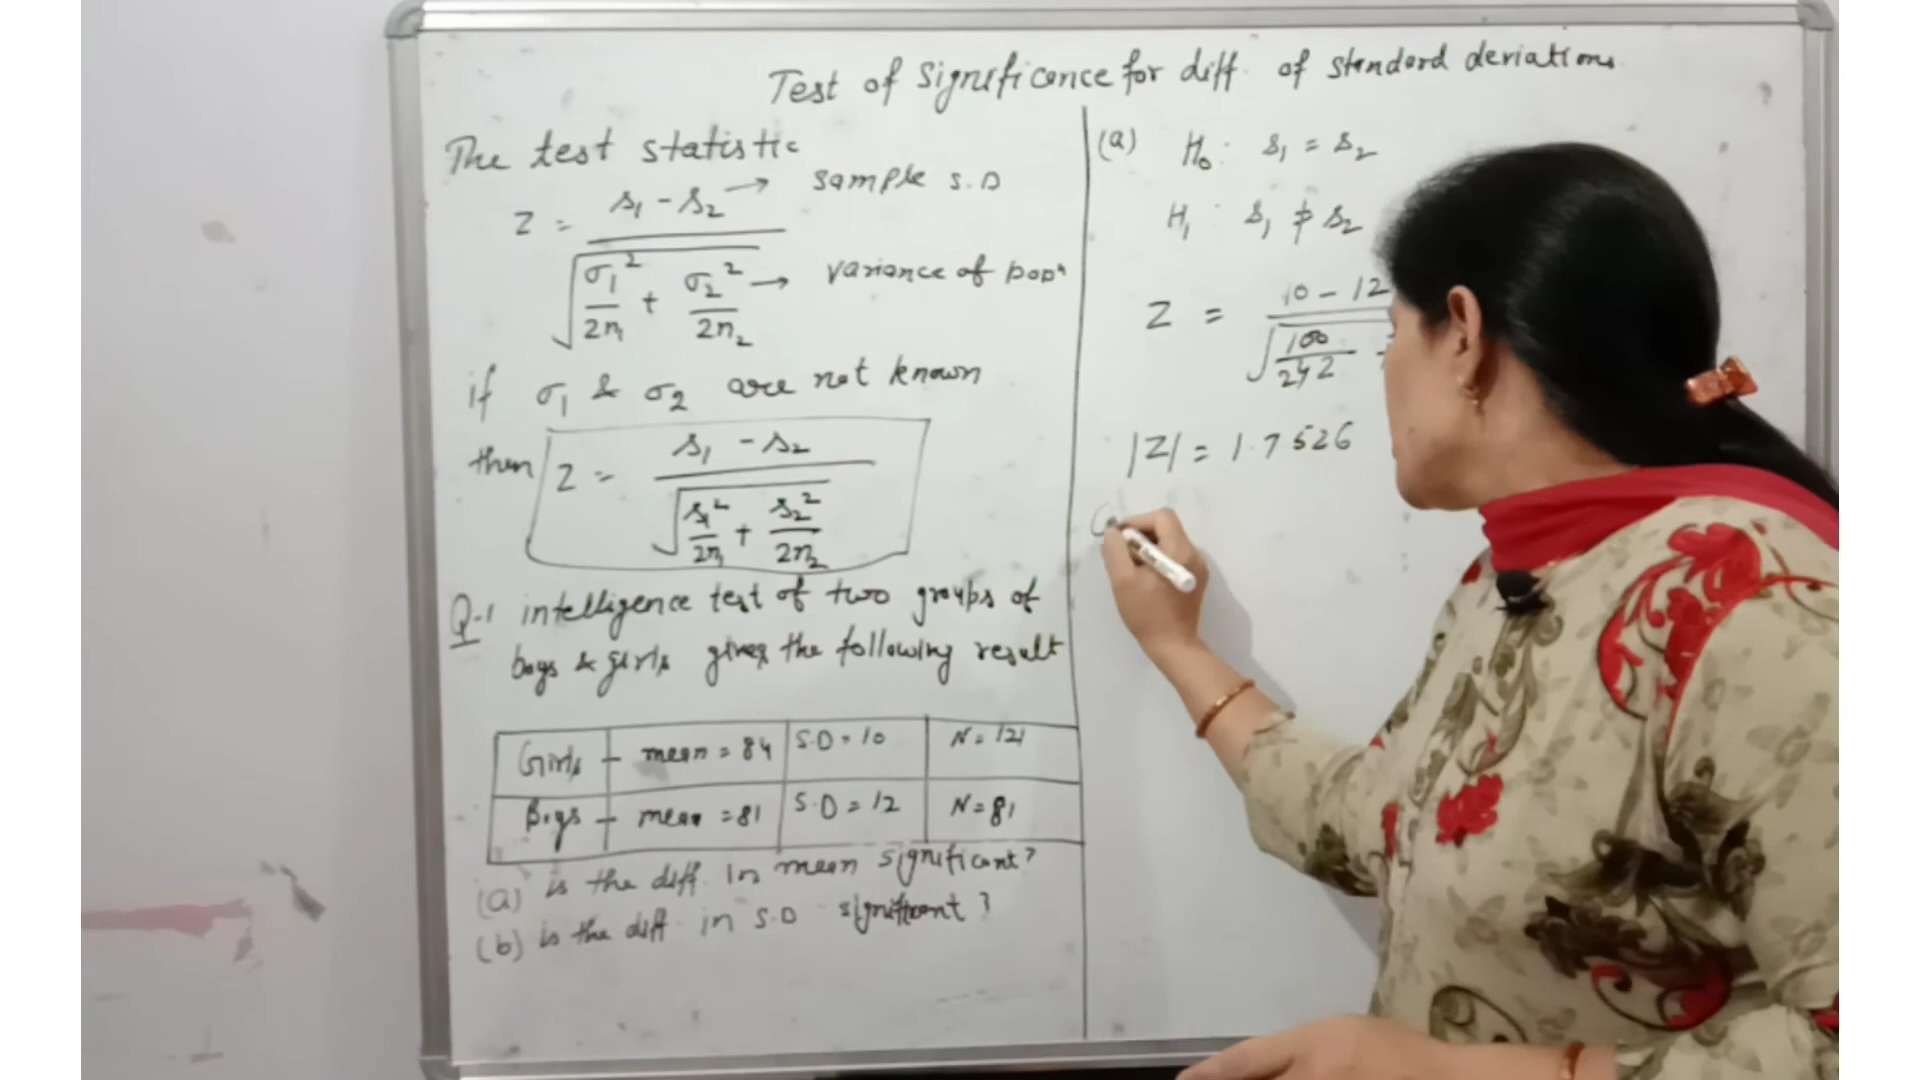 Test of significance for diff. of standard deviations
The test statistic
Z = s₁ - s₂ → sample S.D
√ σ₁²/2n₁ + σ₂²/2n₂ → variance of popⁿ
if σ₁ & σ₂ are not known
then Z = s₁ - s₂
√ s₁²/2n₁ + s₂²/2n₂
Q-1 intelligence test of two groups of
boys & girls gives the following result
Girls - mean = 84 S.D = 10 N = 121
Boys - mean = 81 S.D = 12 N = 81
(a) is the diff. in mean significant?
(b) is the diff in S.D significant?
(a) H₀: s₁ = s₂
H₁: s₁ ≠ s₂
Z = 10 - 12
√ 100/242
|Z| = 1.7526